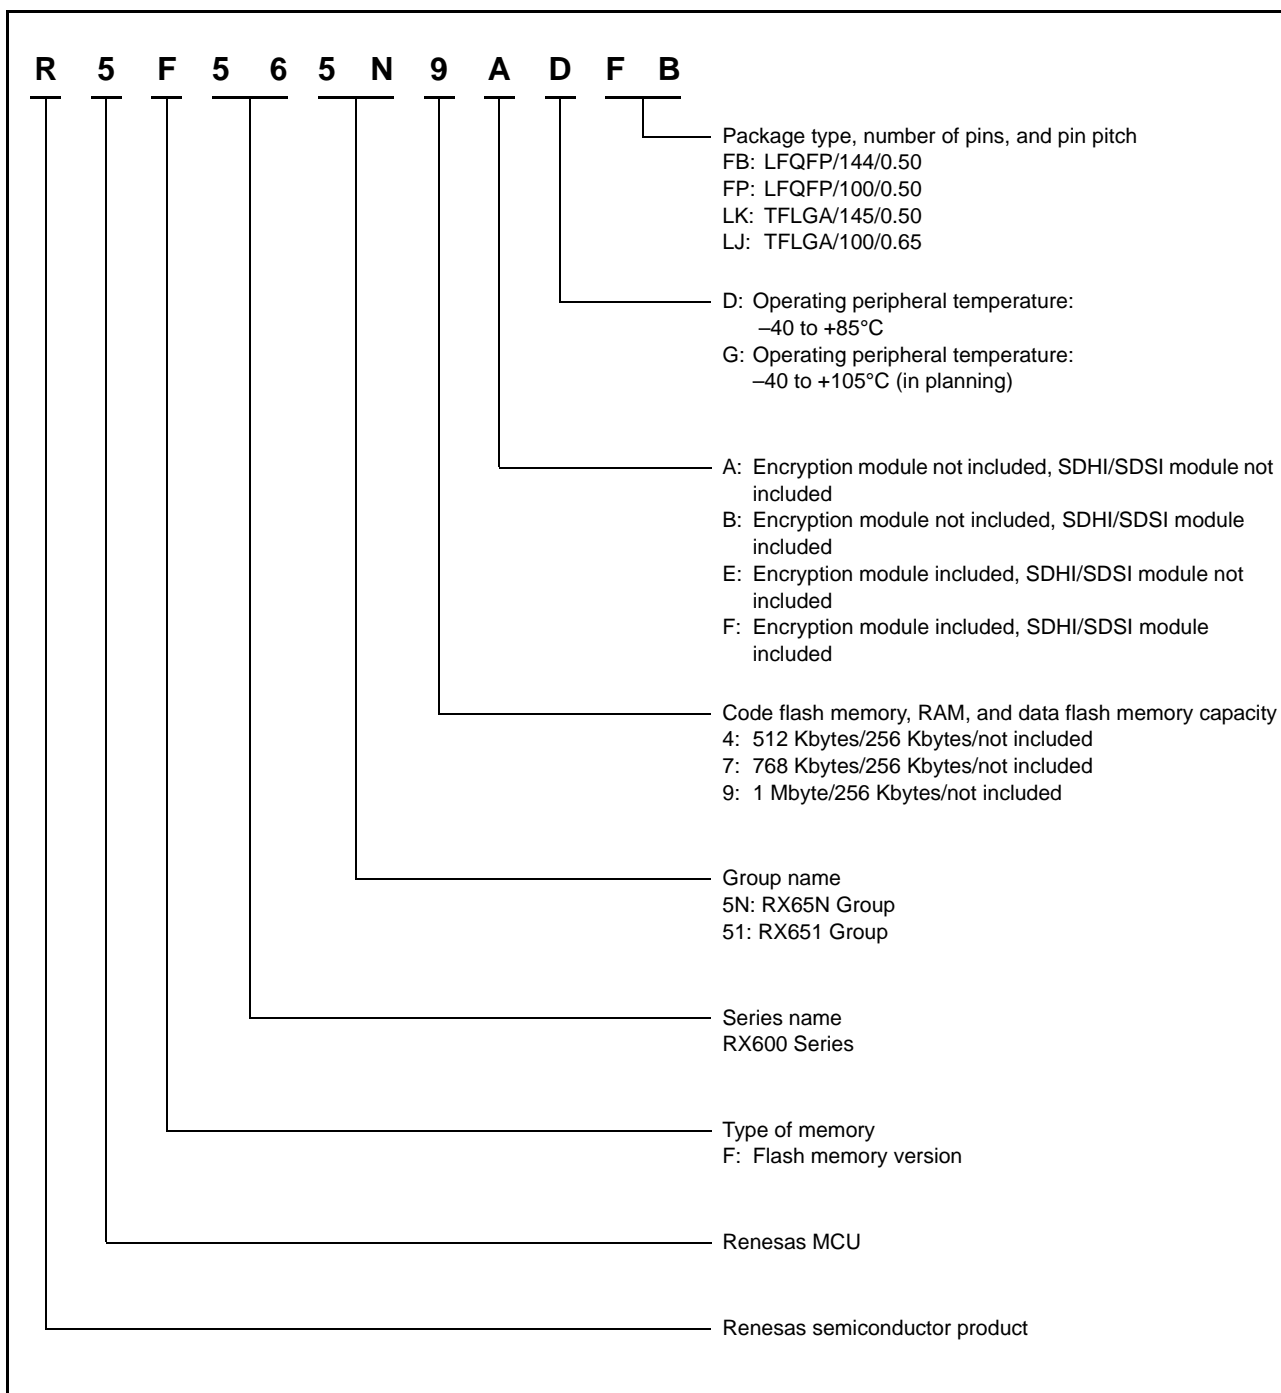 R 5 F 5 6 5 N 9 A D F B
Package type, number of pins, and pin pitch
FB: LFQFP/144/0.50
FP: LFQFP/100/0.50
LK: TFLGA/145/0.50
LJ: TFLGA/100/0.65
D: Operating peripheral temperature:
–40 to +85°C
G: Operating peripheral temperature:
–40 to +105°C (in planning)
A: Encryption module not included, SDHI/SDSI module not
included
B: Encryption module not included, SDHI/SDSI module
included
E: Encryption module included, SDHI/SDSI module not
included
F: Encryption module included, SDHI/SDSI module
included
Code flash memory, RAM, and data flash memory capacity
4: 512 Kbytes/256 Kbytes/not included
7: 768 Kbytes/256 Kbytes/not included
9: 1 Mbyte/256 Kbytes/not included
Group name
5N: RX65N Group
51: RX651 Group
Series name
RX600 Series
Type of memory
F: Flash memory version
Renesas MCU
Renesas semiconductor product